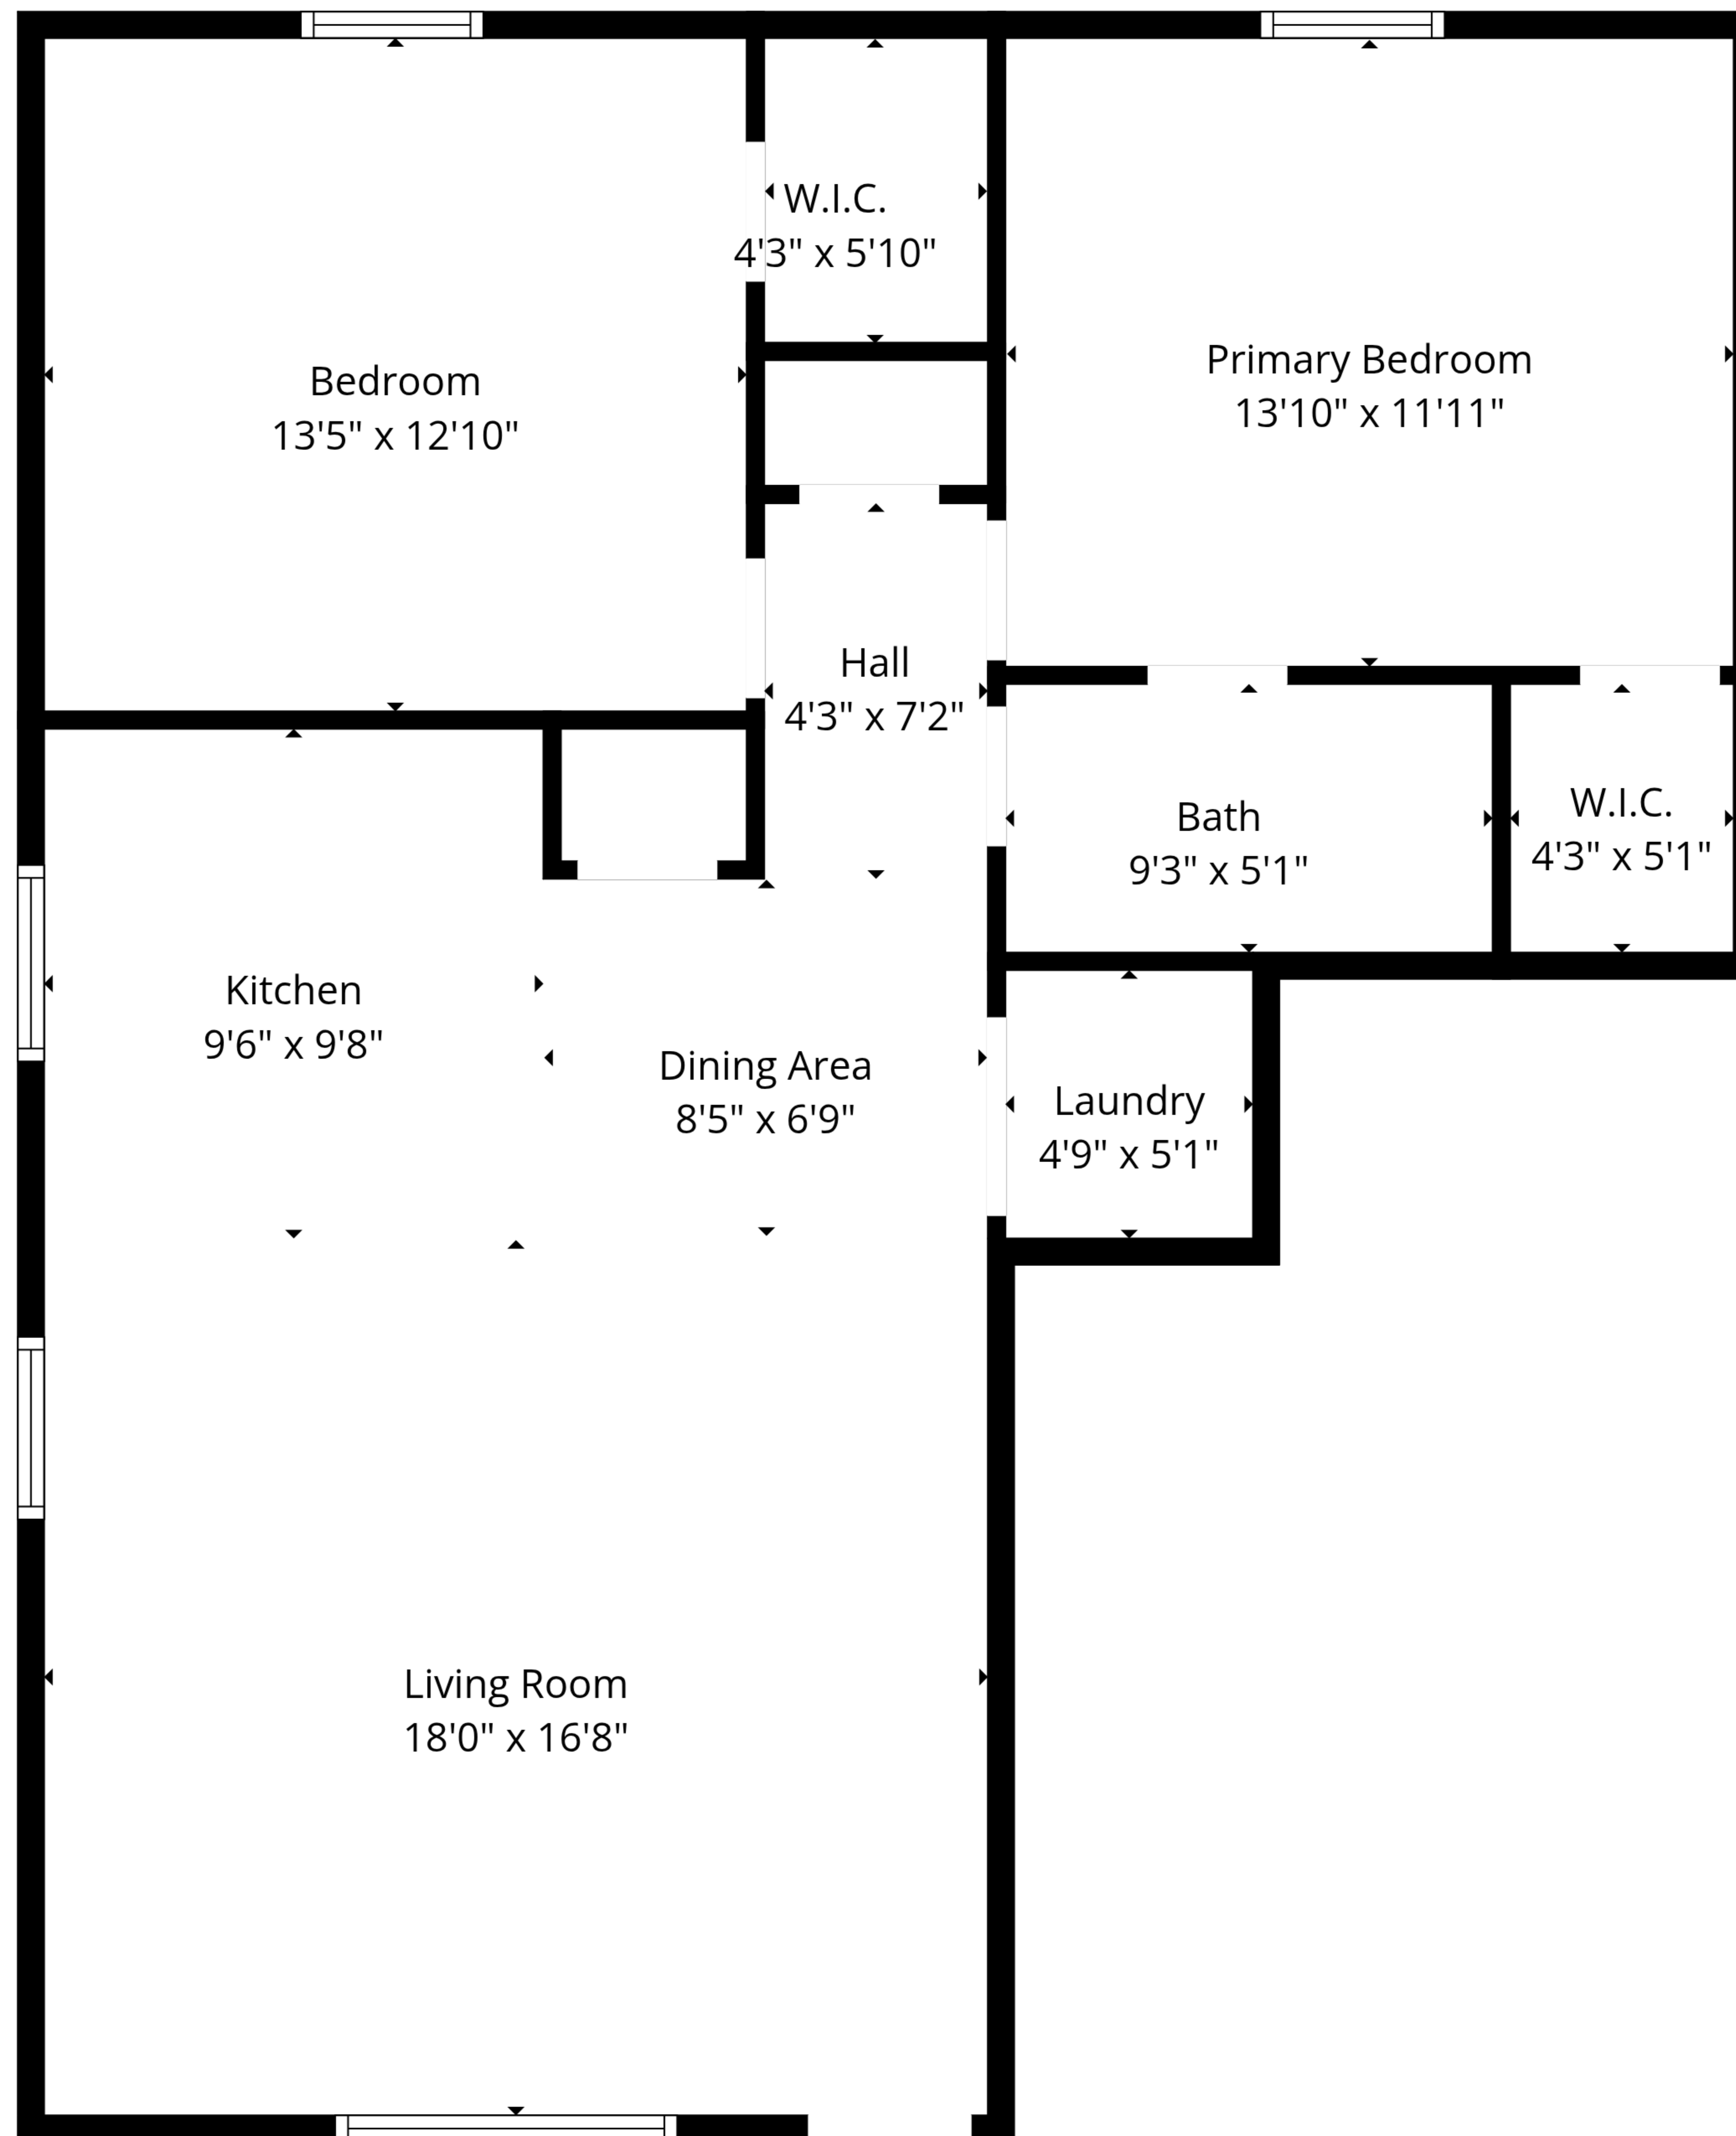 W.I.C.
4'3" x 5'10"
Primary Bedroom
13'10" x 11'11"
Bedroom
13'5" x 12'10"
Hall
4'3" x 7'2"
Bath
9'3" x 5'1"
W.I.C.
4'3" x 5'1"
Kitchen
9'6" x 9'8"
Dining Area
8'5" x 6'9"
Laundry
4'9" x 5'1"
Living Room
18'0" x 16'8"